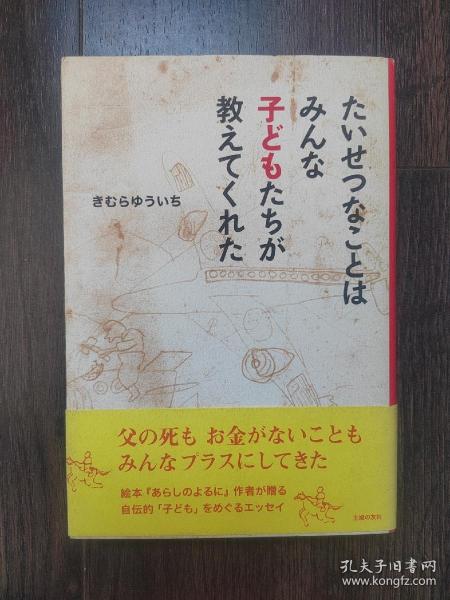 たいせつなことは
みんな
子どもたちが
教えてくれた
きむらゆういち
父の死も お金がないことも
みんなプラスにしてきた
絵本『あらしのよるに』作者が贈る
自伝的「子ども」をめぐるエッセイ
主婦の友社
孔夫子旧书网
www.kongfz.com